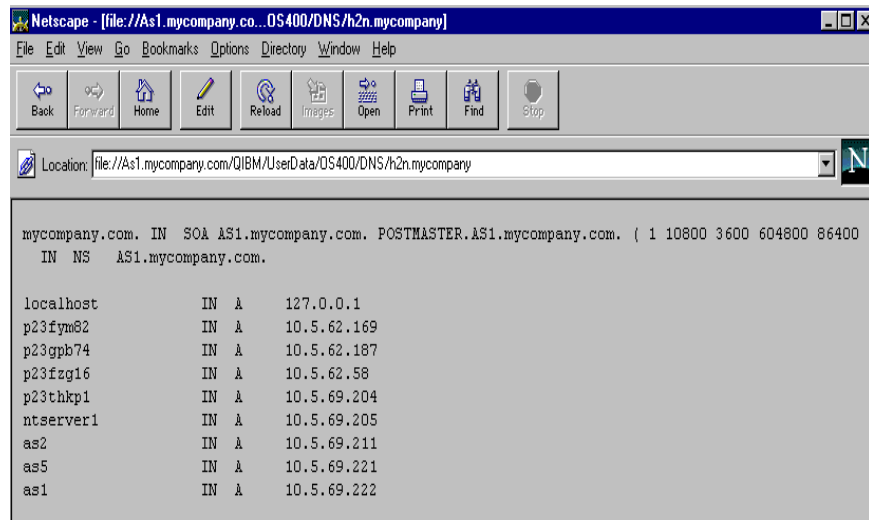 Netscape - [file://As1.mycompany.co...OS400/DNS/h2n.mycompany]
File Edit View Go Bookmarks Options Directory Window Help
Back Forward Home Edit Reload Images Open Print Find Stop
Location: file://As1.mycompany.com/QIBM/UserData/OS400/DNS/h2n.mycompany
N
mycompany.com. IN SOA AS1.mycompany.com. POSTMASTER.AS1.mycompany.com. ( 1 10800 3600 604800 86400
IN NS AS1.mycompany.com.
localhost IN A 127.0.0.1
p23fym82 IN A 10.5.62.169
p23gpb74 IN A 10.5.62.187
p23fzg16 IN A 10.5.62.58
p23thkp1 IN A 10.5.69.204
ntserver1 IN A 10.5.69.205
as2 IN A 10.5.69.211
as5 IN A 10.5.69.221
as1 IN A 10.5.69.222